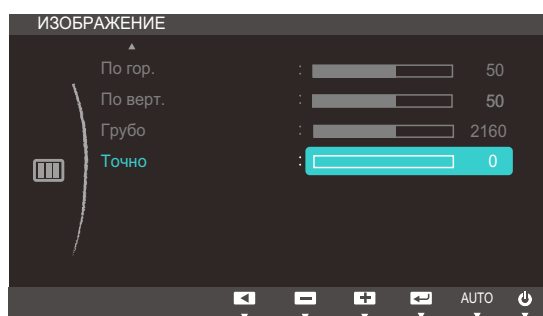 ИЗОБРАЖЕНИЕ
По гор. : 50
По верт. : 50
Грубо : 2160
Точно : 0
AUTO